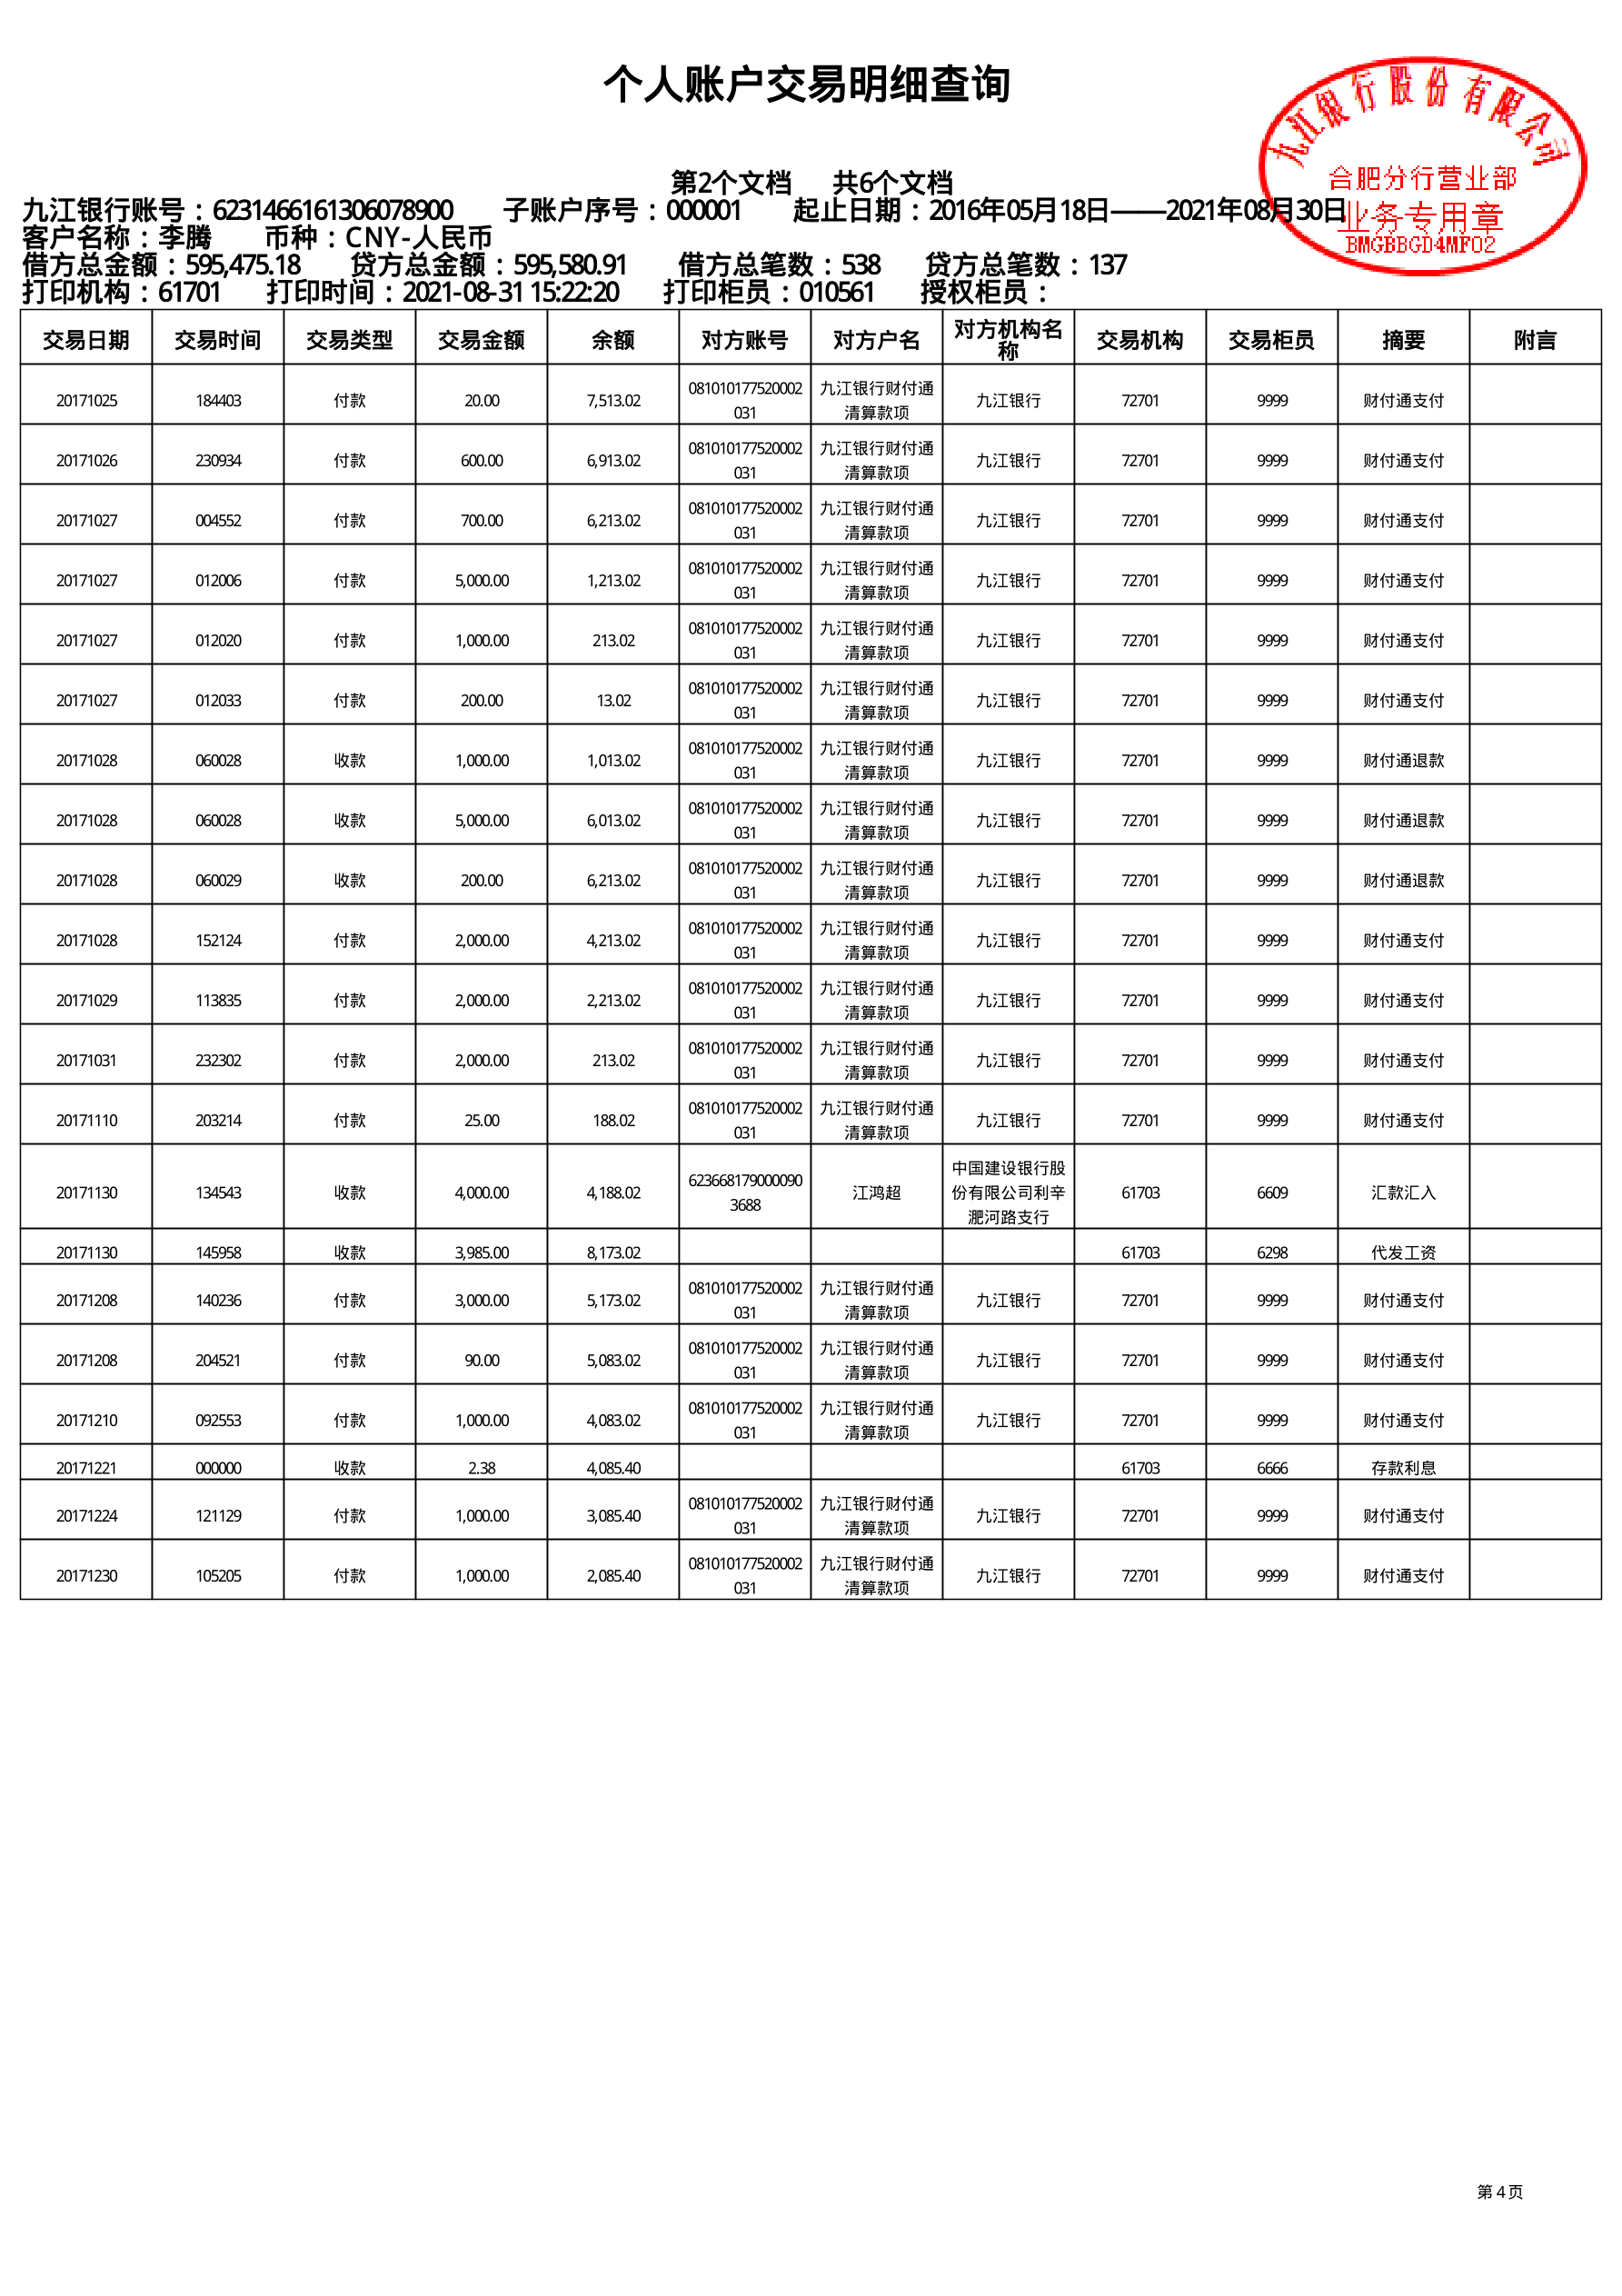 个人账户交易明细查询
九江银行股份有限公司
合肥分行营业部
业务专用章
BMGBBGD4MFO2
第2个文档 共6个文档
九江银行账号：6231466161306078900 子账户序号：000001 起止日期：2016年05月18日——2021年08月30日
客户名称：李腾 币种：CNY-人民币
借方总金额：595,475.18 贷方总金额：595,580.91 借方总笔数：538 贷方总笔数：137
打印机构：61701 打印时间：2021-08-31 15:22:20 打印柜员：010561 授权柜员：
交易日期 交易时间 交易类型 交易金额 余额 对方账号 对方户名 对方机构名称 交易机构 交易柜员 摘要 附言
20171025 184403 付款 20.00 7,513.02 081010177520002031 九江银行财付通清算款项 九江银行 72701 9999 财付通支付
20171026 230934 付款 600.00 6,913.02 081010177520002031 九江银行财付通清算款项 九江银行 72701 9999 财付通支付
20171027 004552 付款 700.00 6,213.02 081010177520002031 九江银行财付通清算款项 九江银行 72701 9999 财付通支付
20171027 012006 付款 5,000.00 1,213.02 081010177520002031 九江银行财付通清算款项 九江银行 72701 9999 财付通支付
20171027 012020 付款 1,000.00 213.02 081010177520002031 九江银行财付通清算款项 九江银行 72701 9999 财付通支付
20171027 012033 付款 200.00 13.02 081010177520002031 九江银行财付通清算款项 九江银行 72701 9999 财付通支付
20171028 060028 收款 1,000.00 1,013.02 081010177520002031 九江银行财付通清算款项 九江银行 72701 9999 财付通退款
20171028 060028 收款 5,000.00 6,013.02 081010177520002031 九江银行财付通清算款项 九江银行 72701 9999 财付通退款
20171028 060029 收款 200.00 6,213.02 081010177520002031 九江银行财付通清算款项 九江银行 72701 9999 财付通退款
20171028 152124 付款 2,000.00 4,213.02 081010177520002031 九江银行财付通清算款项 九江银行 72701 9999 财付通支付
20171029 113835 付款 2,000.00 2,213.02 081010177520002031 九江银行财付通清算款项 九江银行 72701 9999 财付通支付
20171031 232302 付款 2,000.00 213.02 081010177520002031 九江银行财付通清算款项 九江银行 72701 9999 财付通支付
20171110 203214 付款 25.00 188.02 081010177520002031 九江银行财付通清算款项 九江银行 72701 9999 财付通支付
20171130 134543 收款 4,000.00 4,188.02 6236681790000903688 江鸿超 中国建设银行股份有限公司利辛淝河路支行 61703 6609 汇款汇入
20171130 145958 收款 3,985.00 8,173.02 61703 6298 代发工资
20171208 140236 付款 3,000.00 5,173.02 081010177520002031 九江银行财付通清算款项 九江银行 72701 9999 财付通支付
20171208 204521 付款 90.00 5,083.02 081010177520002031 九江银行财付通清算款项 九江银行 72701 9999 财付通支付
20171210 092553 付款 1,000.00 4,083.02 081010177520002031 九江银行财付通清算款项 九江银行 72701 9999 财付通支付
20171221 000000 收款 2.38 4,085.40 61703 6666 存款利息
20171224 121129 付款 1,000.00 3,085.40 081010177520002031 九江银行财付通清算款项 九江银行 72701 9999 财付通支付
20171230 105205 付款 1,000.00 2,085.40 081010177520002031 九江银行财付通清算款项 九江银行 72701 9999 财付通支付
第 4 页